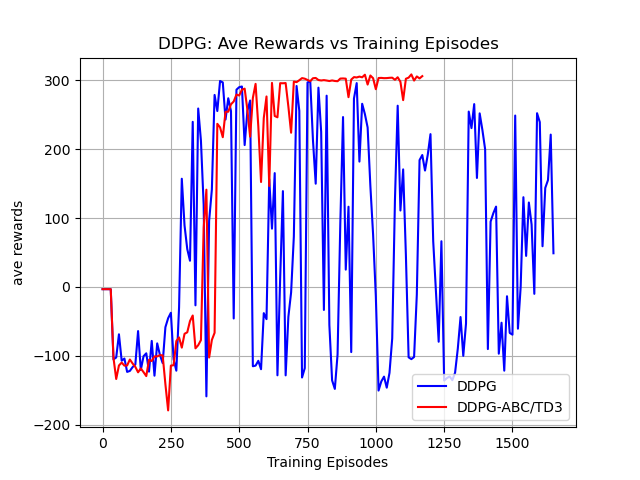 DDPG: Ave Rewards vs Training Episodes
300
200
100
0
−100
−200
ave rewards
0 250 500 750 1000 1250 1500
Training Episodes
DDPG
DDPG-ABC/TD3